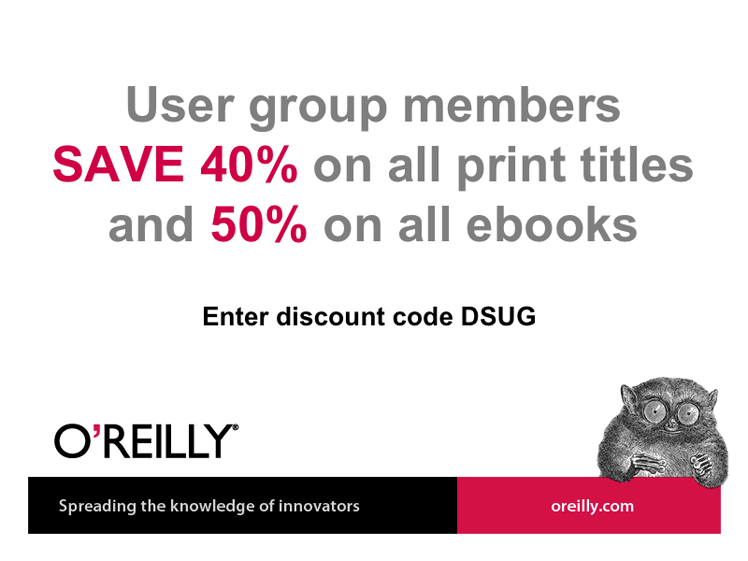 User group members
SAVE 40% on all print titles
and 50% on all ebooks
Enter discount code DSUG
O'REILLY®
Spreading the knowledge of innovators
oreilly.com